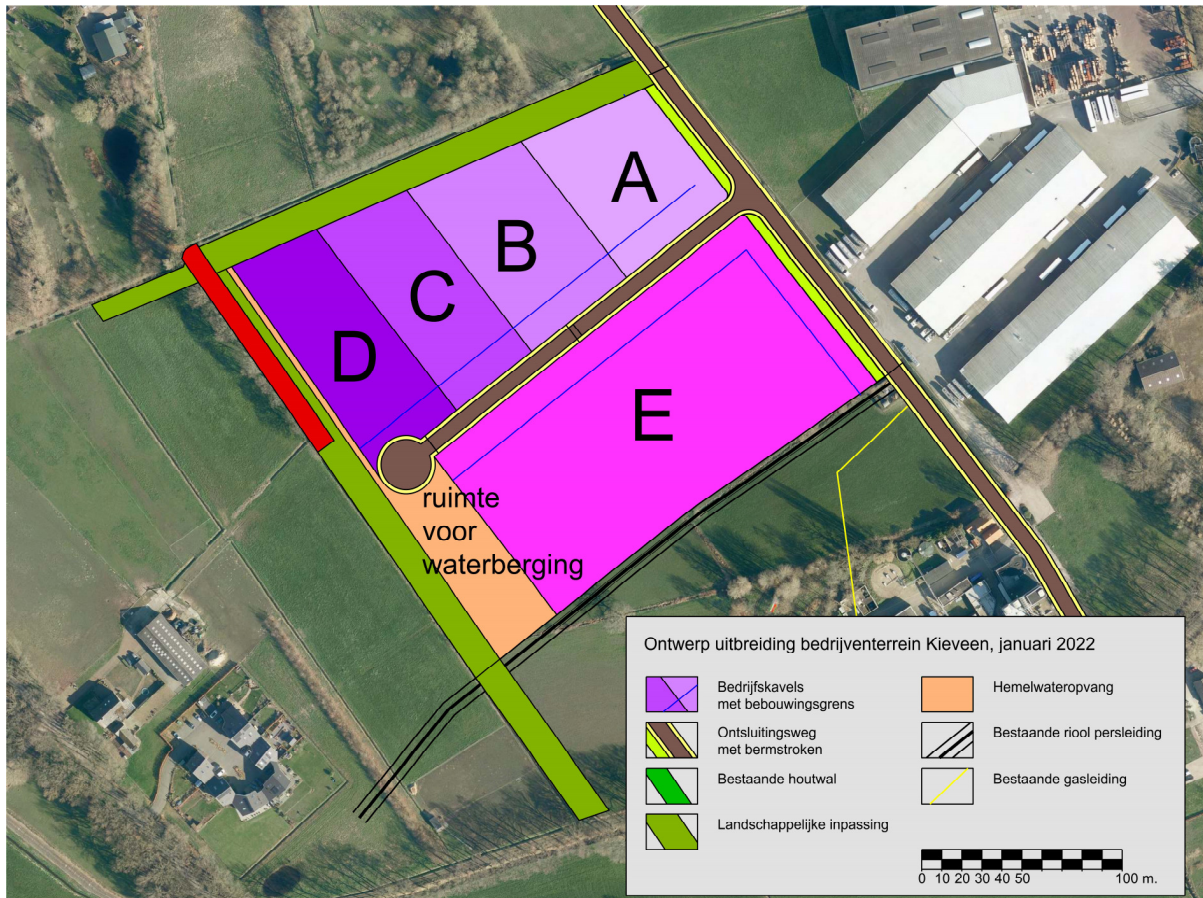 A
B
C
D
E
ruimte
voor
waterberging
Ontwerp uitbreiding bedrijventerrein Kieveen, januari 2022
Bedrijfskavels
met bebouwingsgrens
Ontsluitingsweg
met bermstroken
Bestaande houtwal
Landschappelijke inpassing
Hemelwateropvang
Bestaande riool persleiding
Bestaande gasleiding
0 10 20 30 40 50 100 m.